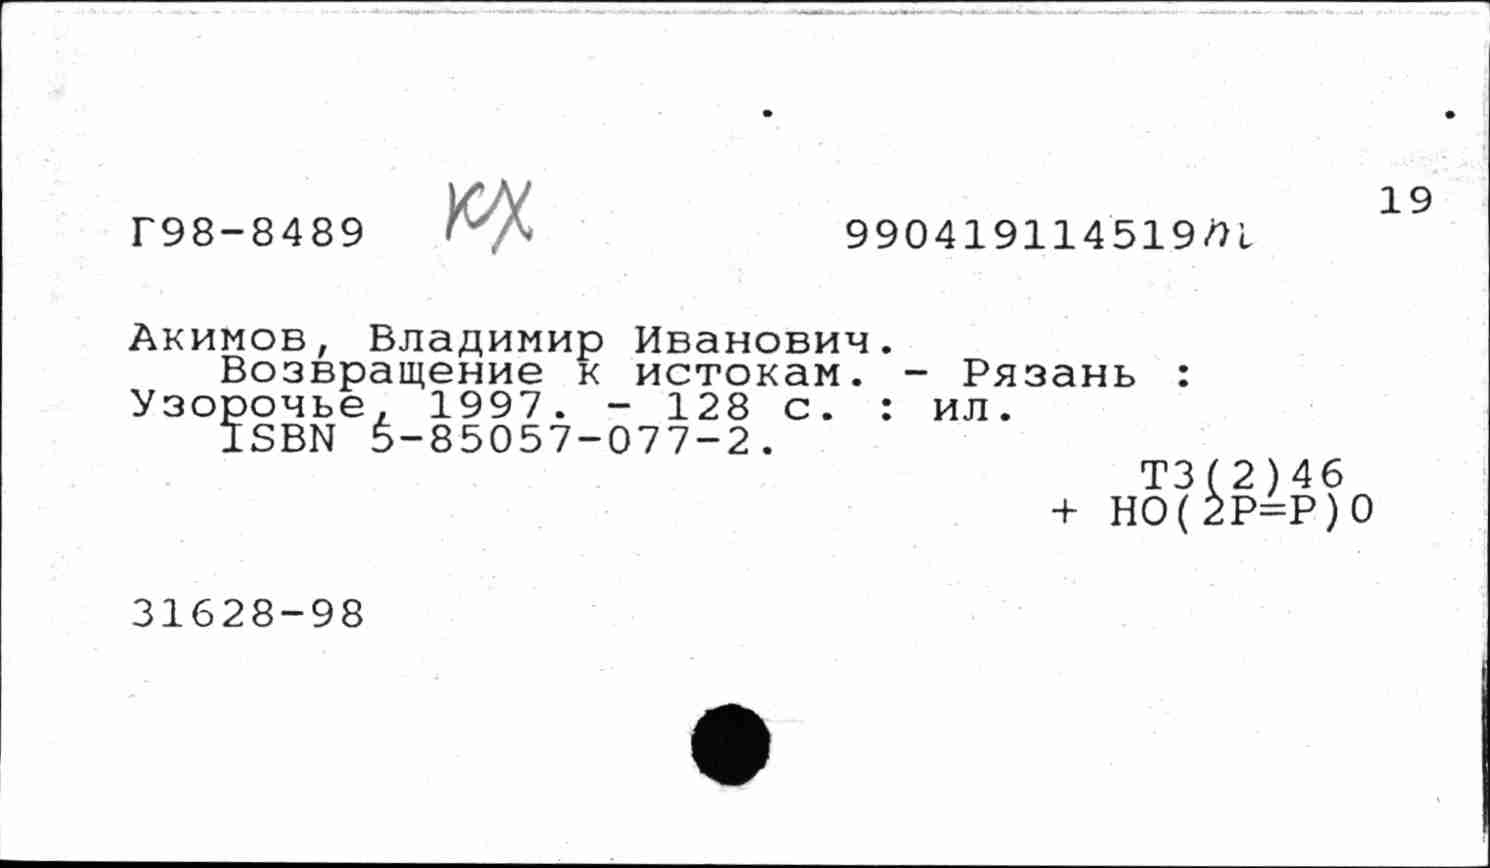 19
Г98-8489 КХ 990419114519
Акимов, Владимир Иванович.
Возвращение к истокам. - Рязань :
Узорочье, 1997. - 128 с. : ил.
ISBN 5-85057-077-2.
Т3(2)46
+ НО(2Р=Р)0
31628-98